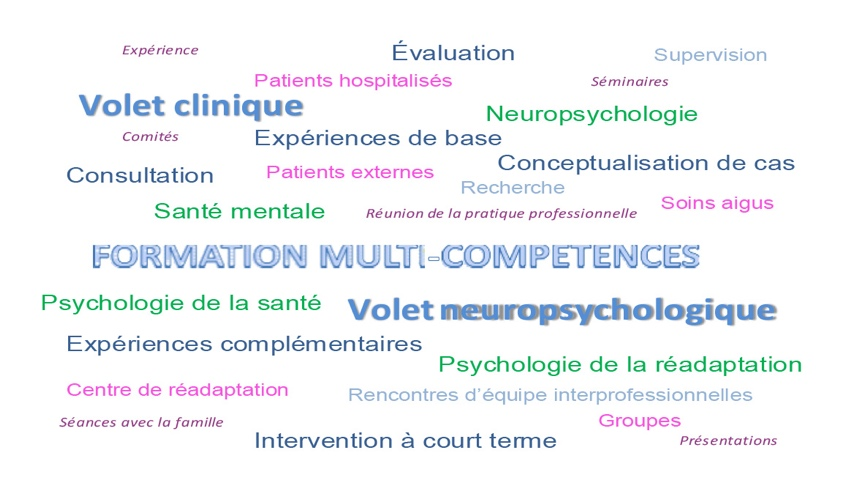 Expérience
Évaluation
Supervision
Patients hospitalisés
Séminaires
Volet clinique
Neuropsychologie
Comités
Expériences de base
Conceptualisation de cas
Consultation
Patients externes
Recherche
Soins aigus
Santé mentale
Réunion de la pratique professionnelle
FORMATION MULTI-COMPETENCES
Psychologie de la santé
Volet neuropsychologique
Expériences complémentaires
Psychologie de la réadaptation
Centre de réadaptation
Rencontres d'équipe interprofessionnelles
Séances avec la famille
Groupes
Intervention à court terme
Présentations